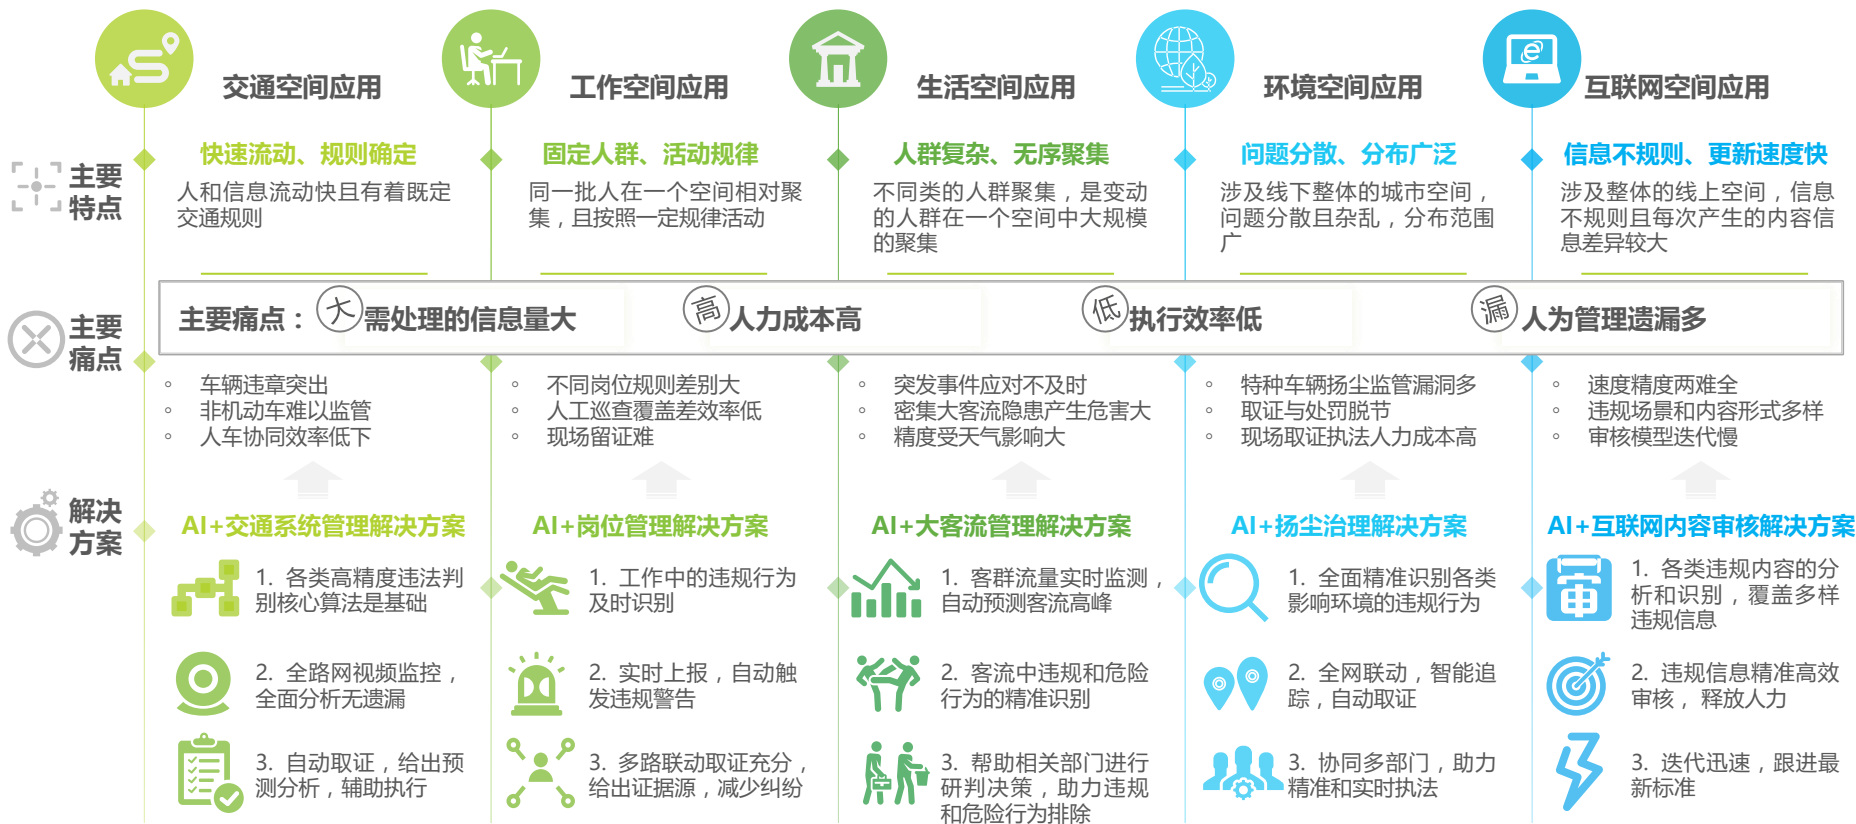 交通空间应用
工作空间应用
生活空间应用
环境空间应用
互联网空间应用
主要
特点
快速流动、规则确定
人和信息流动快且有着既定
交通规则
固定人群、活动规律
同一批人在一个空间相对聚
集，且按照一定规律活动
人群复杂、无序聚集
不同类的人群聚集，是变动
的人群在一个空间中大规模
的聚集
问题分散、分布广泛
涉及线下整体的城市空间，
问题分散且杂乱，分布范围
广
信息不规则、更新速度快
涉及整体的线上空间，信息
不规则且每次产生的内容信
息差异较大
主要
痛点
主要痛点： 大 需处理的信息量大 高 人力成本高 低 执行效率低 漏 人为管理遗漏多
◦ 车辆违章突出
◦ 非机动车难以监管
◦ 人车协同效率低下
◦ 不同岗位规则差别大
◦ 人工巡查覆盖差效率低
◦ 现场留证难
◦ 突发事件应对不及时
◦ 密集大客流隐患产生危害大
◦ 精度受天气影响大
◦ 特种车辆扬尘监管漏洞多
◦ 取证与处罚脱节
◦ 现场取证执法人力成本高
◦ 速度精度两难全
◦ 违规场景和内容形式多样
◦ 审核模型迭代慢
解决
方案
AI+交通系统管理解决方案
1. 各类高精度违法判
别核心算法是基础
2. 全路网视频监控，
全面分析无遗漏
3. 自动取证，给出预
测分析，辅助执行
AI+岗位管理解决方案
1. 工作中的违规行为
及时识别
2. 实时上报，自动触
发违规警告
3. 多路联动取证充分，
给出证据源，减少纠纷
AI+大客流管理解决方案
1. 客群流量实时监测，
自动预测客流高峰
2. 客流中违规和危险
行为的精准识别
3. 帮助相关部门进行
研判决策，助力违规
和危险行为排除
AI+扬尘治理解决方案
1. 全面精准识别各类
影响环境的违规行为
2. 全网联动，智能追
踪，自动取证
3. 协同多部门，助力
精准和实时执法
AI+互联网内容审核解决方案
审
1. 各类违规内容的分
析和识别，覆盖多样
违规信息
2. 违规信息精准高效
审核，释放人力
3. 迭代迅速，跟进最
新标准